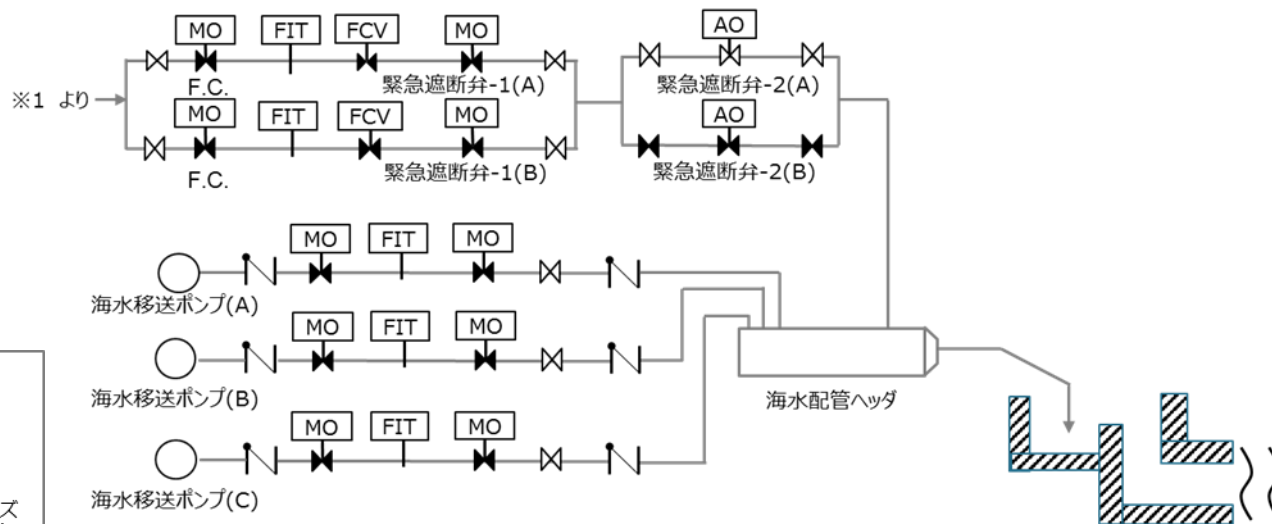 MO FIT FCV MO
AO
F.C.
緊急遮断弁-1(A)
緊急遮断弁-2(A)
※1 より
MO FIT FCV MO
AO
F.C.
緊急遮断弁-1(B)
緊急遮断弁-2(B)
MO FIT MO
海水移送ポンプ(A)
MO FIT MO
海水移送ポンプ(B)
海水配管ヘッダ
MO FIT MO
海水移送ポンプ(C)
ズ